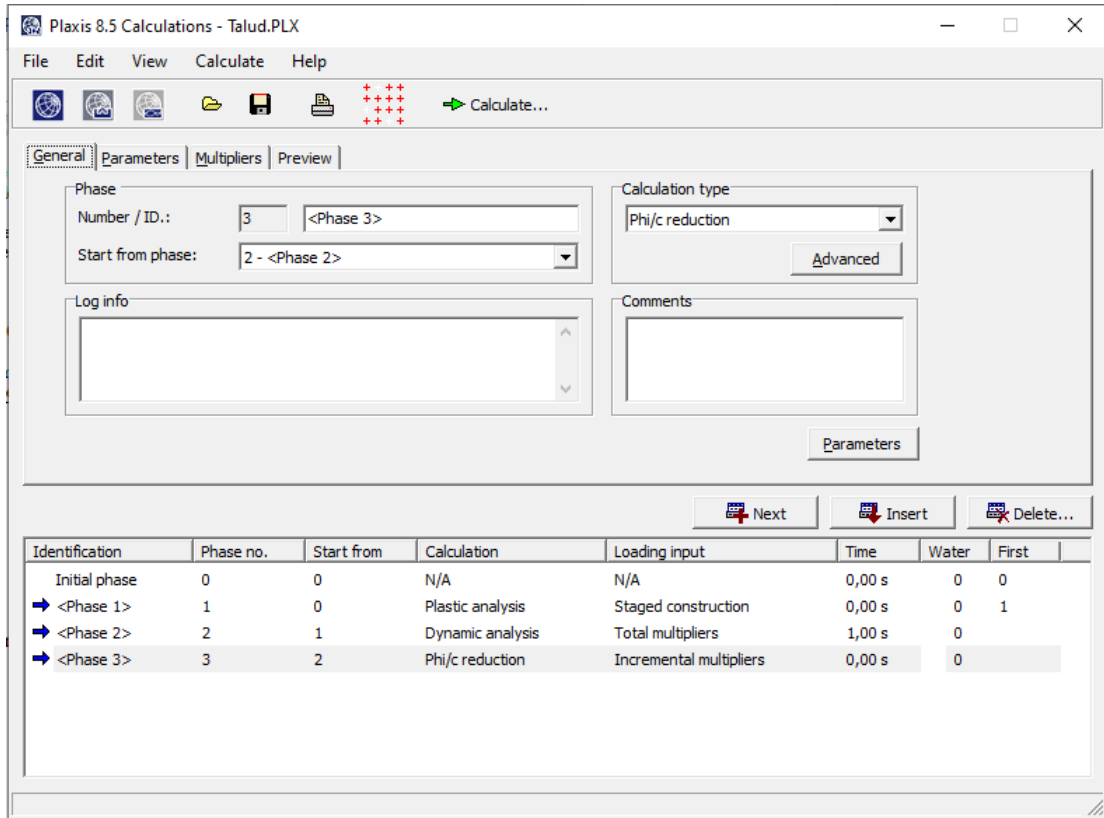 Plaxis 8.5 Calculations - Talud.PLX
File Edit View Calculate Help
Calculate...
General Parameters Multipliers Preview
Phase
Number / ID.: 3 <Phase 3>
Start from phase: 2 - <Phase 2>
Calculation type
Phi/c reduction
Advanced
Log info
Comments
Parameters
Next Insert Delete...
Identification Phase no. Start from Calculation Loading input Time Water First
Initial phase 0 0 N/A N/A 0,00 s 0 0
<Phase 1> 1 0 Plastic analysis Staged construction 0,00 s 0 1
<Phase 2> 2 1 Dynamic analysis Total multipliers 1,00 s 0
<Phase 3> 3 2 Phi/c reduction Incremental multipliers 0,00 s 0